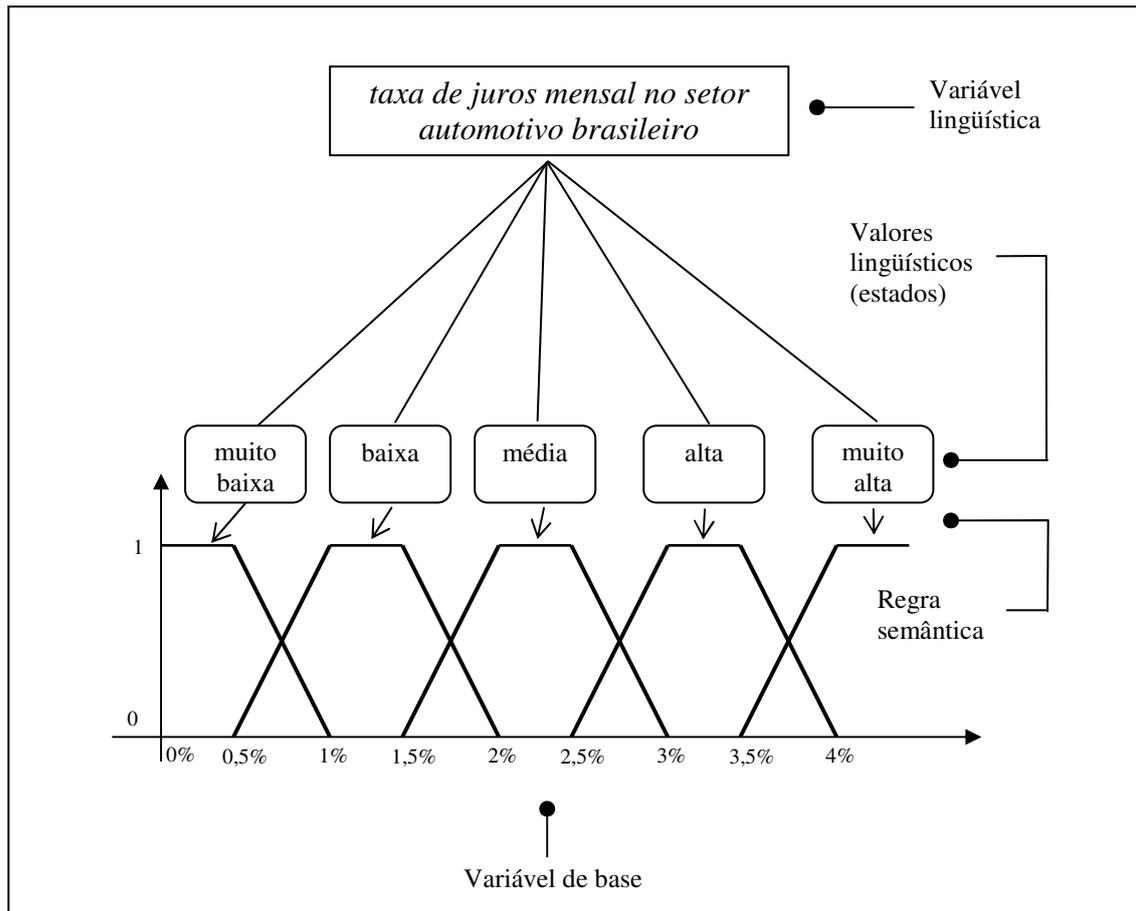 taxa de juros mensal no setor
automotivo brasileiro
Variável
lingüística
Valores
lingüísticos
(estados)
muito
baixa
baixa
média
alta
muito
alta
1
Regra
semântica
0
0%
0,5%
1%
1,5%
2%
2,5%
3%
3,5%
4%
Variável de base